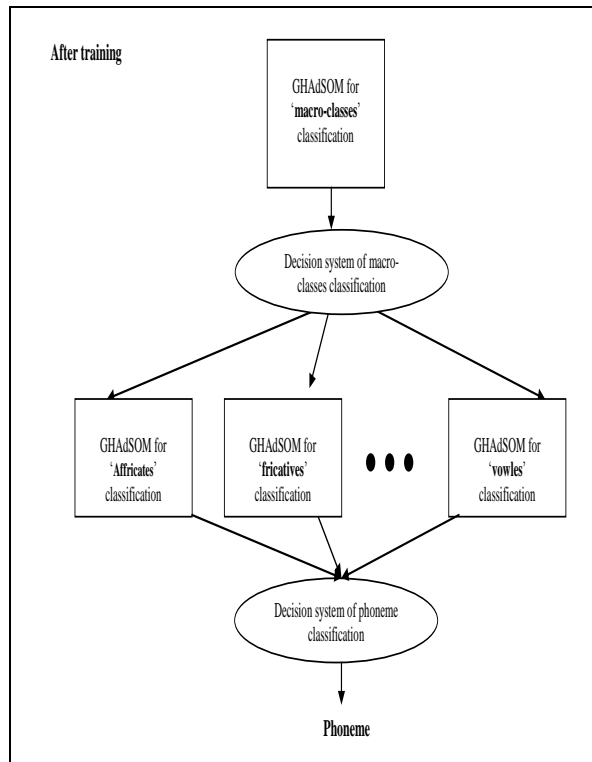 After training
GHAdSOM for
‘macro-classes’
classification
Decision system of macro-
classes classification
GHAdSOM for
‘Affricates’
classification
GHAdSOM for
‘fricatives’
classification
GHAdSOM for
‘vowles’
classification
Decision system of phoneme
classification
Phoneme